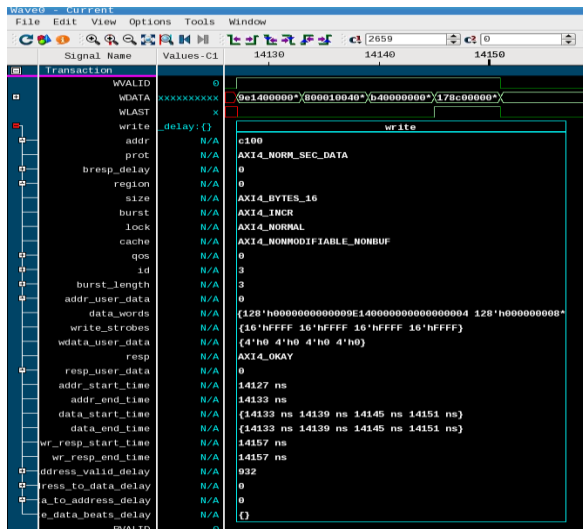 Wave0 - Current
File Edit View Options Tools Window
C1 2659 C2 0
Signal Name Values-C1 14130 14140 14150
Transaction
WVALID 0
WDATA xxxxxxxxxx 9e1400000* 800010040* b40000000* 178c00000*
WLAST x
write _delay:{} write
addr N/A c100
prot N/A AXI4_NORM_SEC_DATA
bresp_delay N/A 0
region N/A 0
size N/A AXI4_BYTES_16
burst N/A AXI4_INCR
lock N/A AXI4_NORMAL
cache N/A AXI4_NONMODIFIABLE_NONBUF
qos N/A 0
id N/A 3
burst_length N/A 3
addr_user_data N/A 0
data_words N/A {128'h0000000000009E140000000000000004 128'h000000008*
write_strobes N/A {16'hFFFF 16'hFFFF 16'hFFFF 16'hFFFF}
wdata_user_data N/A {4'h0 4'h0 4'h0 4'h0}
resp N/A AXI4_OKAY
resp_user_data N/A 0
addr_start_time N/A 14127 ns
addr_end_time N/A 14133 ns
data_start_time N/A {14133 ns 14139 ns 14145 ns 14151 ns}
data_end_time N/A {14133 ns 14139 ns 14145 ns 14151 ns}
wr_resp_start_time N/A 14157 ns
wr_resp_end_time N/A 14157 ns
ddress_valid_delay N/A 932
ress_to_data_delay N/A 0
a_to_address_delay N/A 0
e_data_beats_delay N/A {}